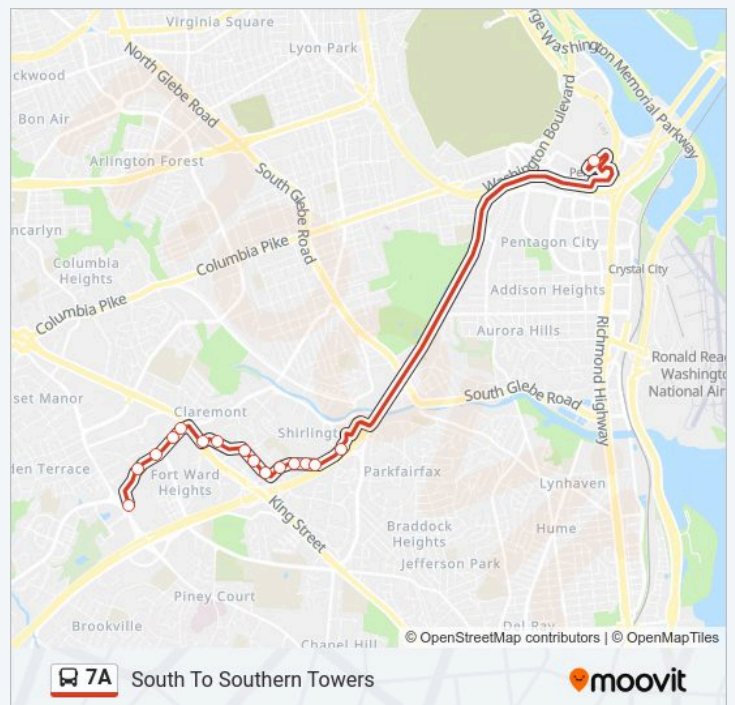 Virginia Square
rge Washington Memorial Parkway
Lyon Park
ckwood
North Glebe Road
Washington Boulevard
Bon Air
Arlington Forest
South Glebe Road
Pe
ncarlyn
Columbia Pike
Pentagon City
Columbia
Heights
Crystal City
Addison Heights
Columbia Pike
Aurora Hills
Richmond Highway
Ronald Rea
Washingto
National Air
set Manor
South Glebe Road
Claremont
Shirlingt
den Terrace
Fort Ward
Heights
Parkfairfax
Lynhaven
King Street
Braddock
Heights
Hume
Jefferson Park
Piney Court
Brookville
Del Ray
Chapel Hill
© OpenStreetMap contributors | © OpenMapTiles
7A South To Southern Towers
moovit